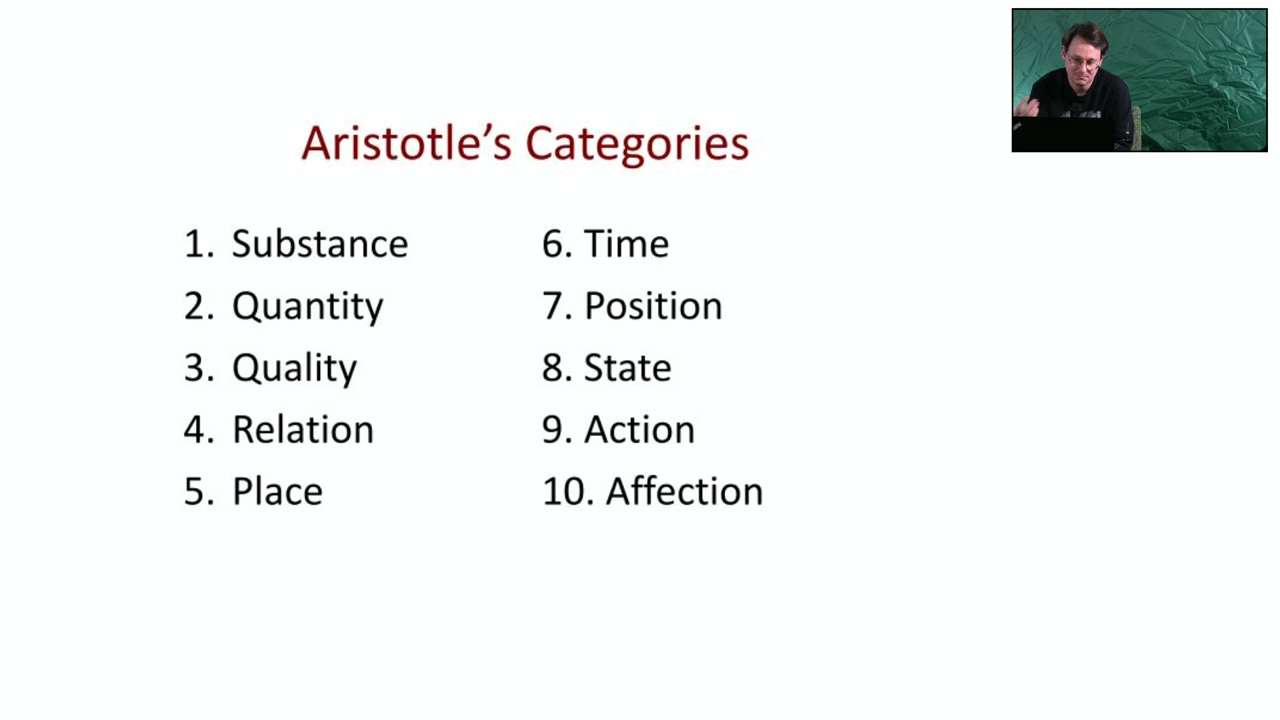 Aristotle’s Categories
1. Substance
2. Quantity
3. Quality
4. Relation
5. Place
6. Time
7. Position
8. State
9. Action
10. Affection